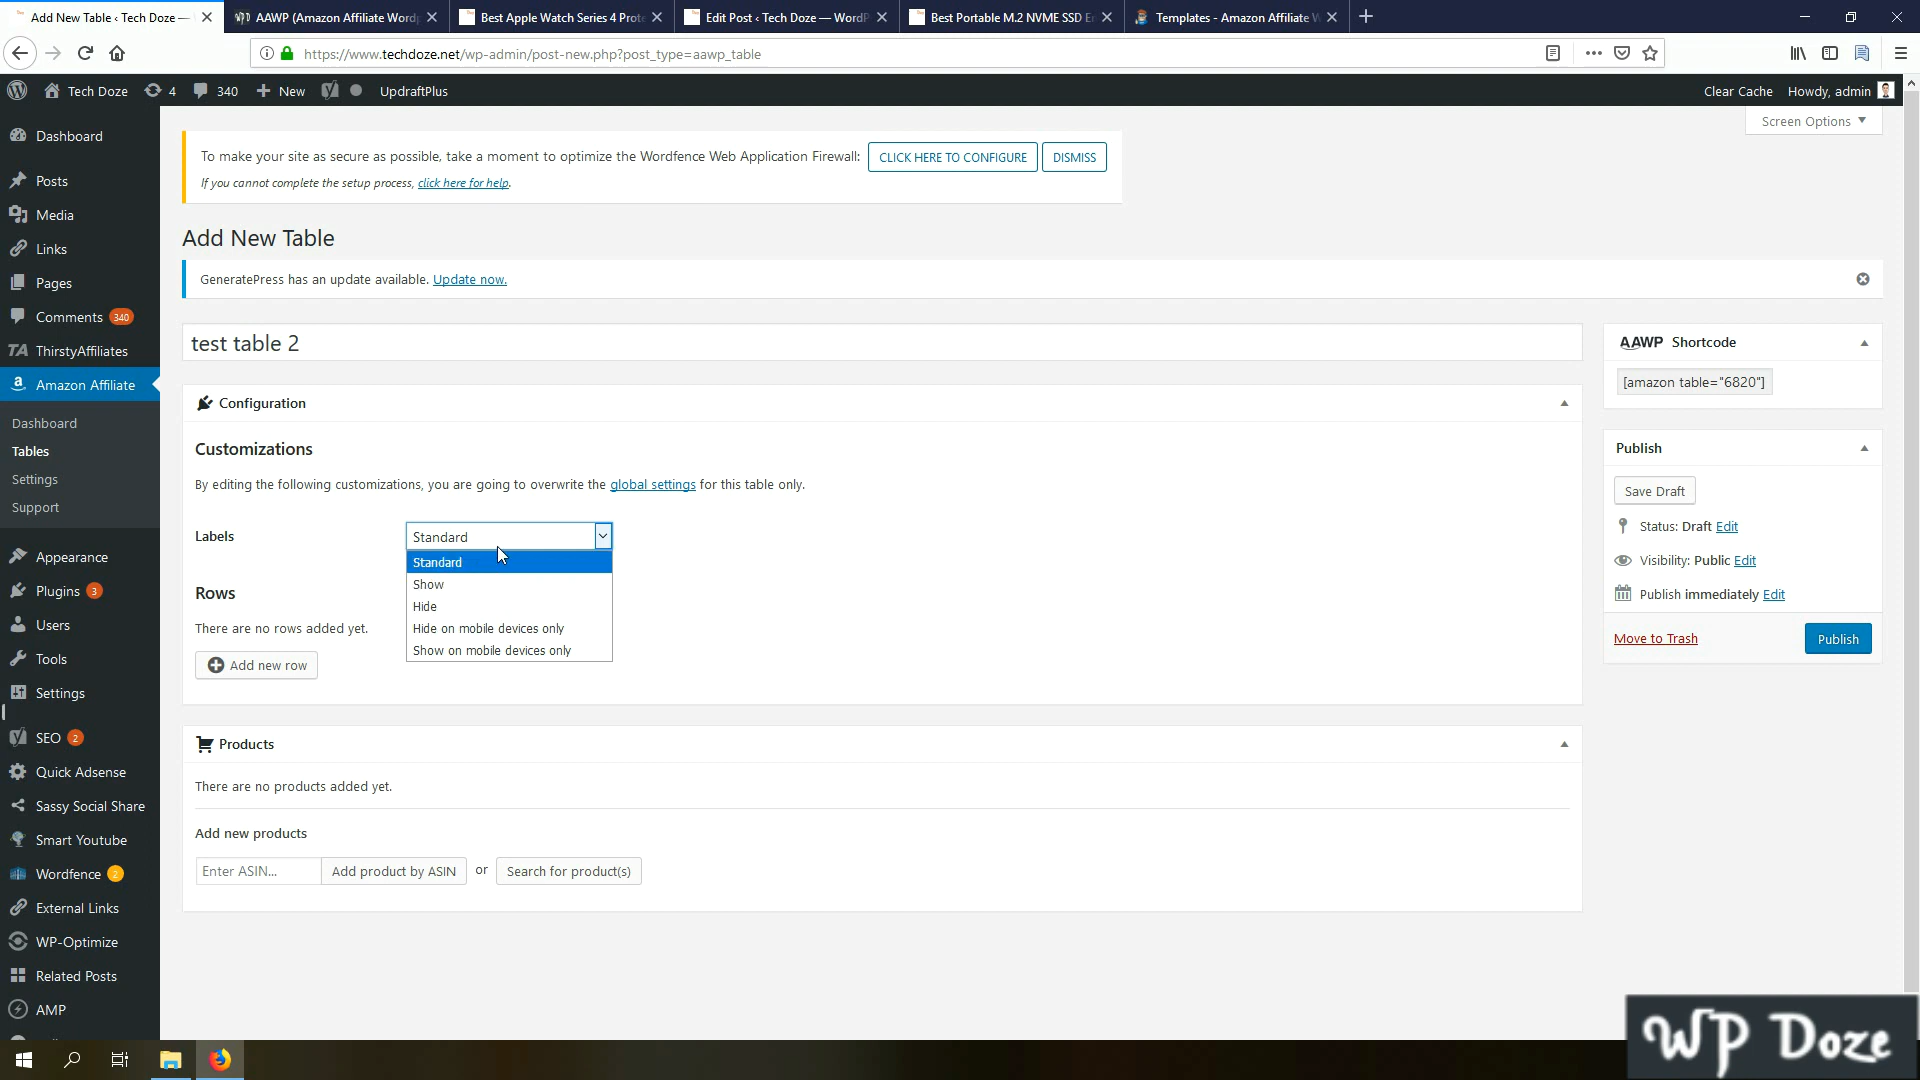 Add New Table ‹ Tech Doze —
AAWP (Amazon Affiliate Wordp
Best Apple Watch Series 4 Prote
Edit Post ‹ Tech Doze — WordP
Best Portable M.2 NVME SSD E
Templates - Amazon Affiliate W
https://www.techdoze.net/wp-admin/post-new.php?post_type=aawp_table
Tech Doze
4
340
New
UpdraftPlus
Clear Cache
Howdy, admin
Screen Options
Dashboard
Posts
Media
Links
Pages
Comments 340
ThirstyAffiliates
Amazon Affiliate
Dashboard
Tables
Settings
Support
Appearance
Plugins 3
Users
Tools
Settings
SEO 2
Quick Adsense
Sassy Social Share
Smart Youtube
Wordfence 2
External Links
WP-Optimize
Related Posts
AMP
To make your site as secure as possible, take a moment to optimize the Wordfence Web Application Firewall: CLICK HERE TO CONFIGURE DISMISS
If you cannot complete the setup process, click here for help.
Add New Table
GeneratePress has an update available. Update now.
test table 2
Configuration
Customizations
By editing the following customizations, you are going to overwrite the global settings for this table only.
Labels
Standard
Standard
Show
Hide
Hide on mobile devices only
Show on mobile devices only
Rows
There are no rows added yet.
Add new row
Products
There are no products added yet.
Add new products
Enter ASIN... Add product by ASIN or Search for product(s)
AAWP Shortcode
[amazon table="6820"]
Publish
Save Draft
Status: Draft Edit
Visibility: Public Edit
Publish immediately Edit
Move to Trash
Publish
WP Doze